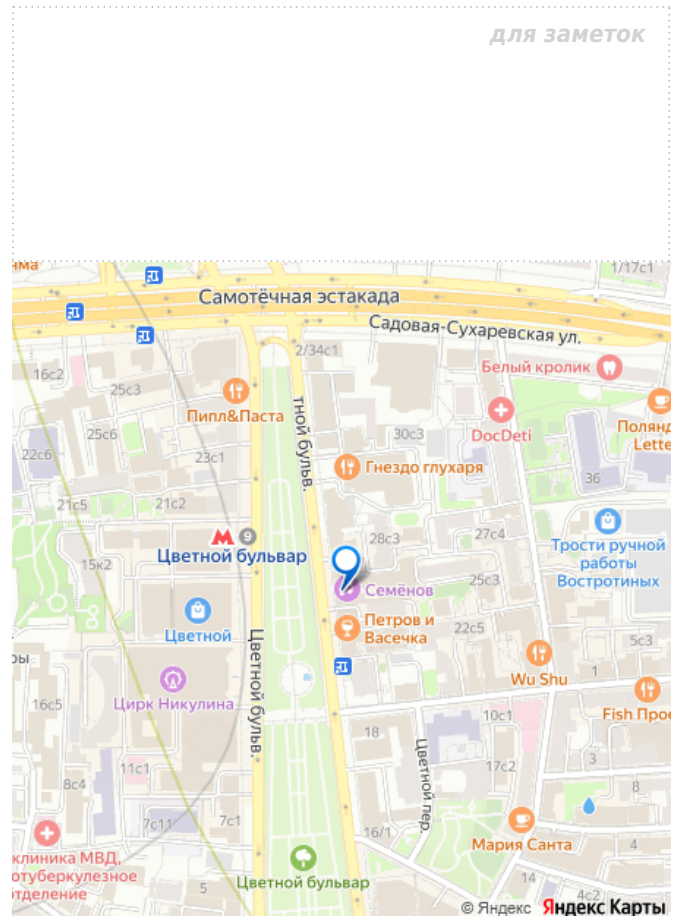 для заметок
1/17с1
Самотёчная эстакада
Садовая-Сухаревская ул.
2/34с1
Белый кролик
16с2
25с3
Пипл&Паста
тной бульв.
DocDeti
30с3
25с6
22с6
23с1
Гнездо глухаря
36
21с5
21с2
9
Цветной бульвар
28с3
27с4
Трости ручной
работы
Востротиных
15к2
Семёнов
25с3
Цветной
Петров и
Васечка
22с5
5с3
Цветной бульв.
Wu Shu
1
Цирк Никулина
16с5
Fish Прое
10с1
18
Цветной пер.
11с1
17с2
3
8с4
8
7с11
7с1
16/1
Мария Санта
4
клиника МВД,
отуберкулезное
отделение
5
Цветной бульвар
14
4с2
© Яндекс Яндекс Карты